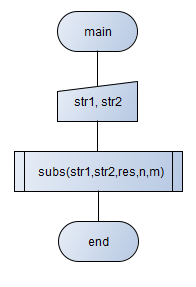 main
str1, str2
subs(str1,str2,res,n,m)
end